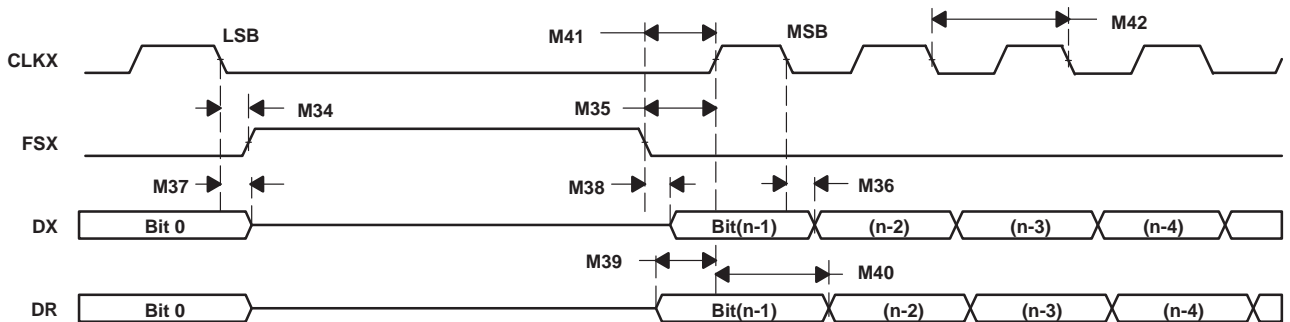 LSB
M41
MSB
M42
CLKX
M34
M35
FSX
M37
M38
M36
DX
Bit 0
Bit(n-1)
(n-2)
(n-3)
(n-4)
M39
M40
DR
Bit 0
Bit(n-1)
(n-2)
(n-3)
(n-4)